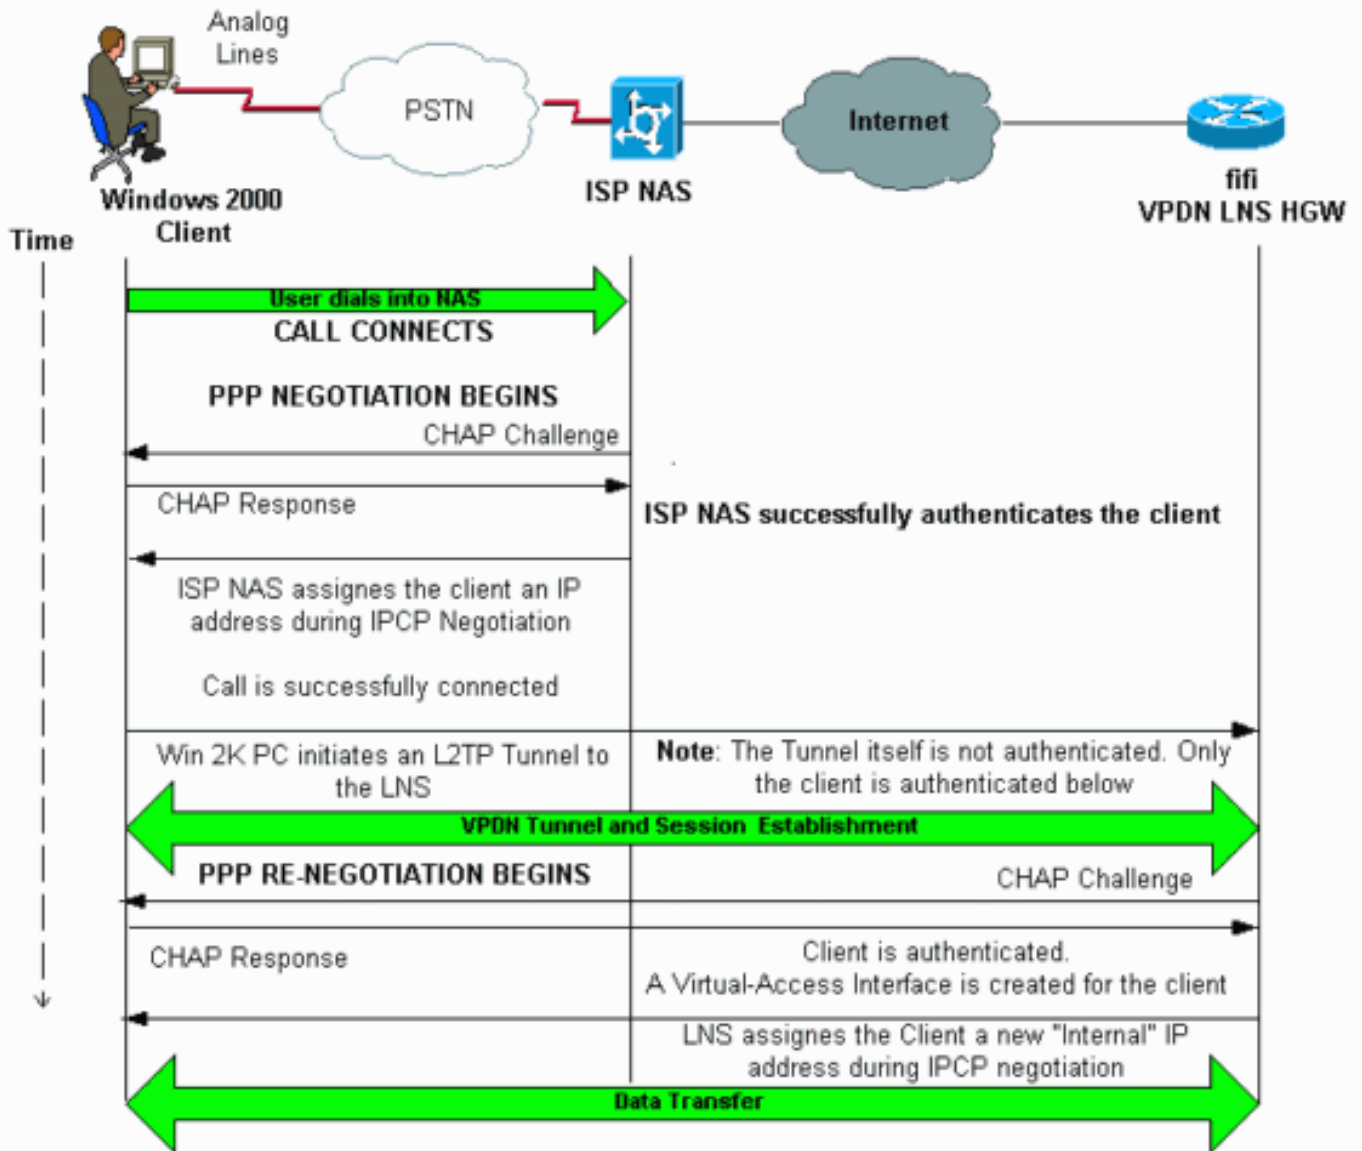 Analog
Lines
PSTN
Internet
ISP NAS
fifi
VPDN LNS HGW
Windows 2000
Client
Time
User dials into NAS
CALL CONNECTS
PPP NEGOTIATION BEGINS
CHAP Challenge
CHAP Response
ISP NAS successfully authenticates the client
ISP NAS assignes the client an IP
address during IPCP Negotiation
Call is successfully connected
Win 2K PC initiates an L2TP Tunnel to
the LNS
Note: The Tunnel itself is not authenticated. Only
the client is authenticated below
VPDN Tunnel and Session Establishment
PPP RE-NEGOTIATION BEGINS
CHAP Challenge
CHAP Response
Client is authenticated.
A Virtual-Access Interface is created for the client
LNS assignes the Client a new "Internal" IP
address during IPCP negotiation
Data Transfer